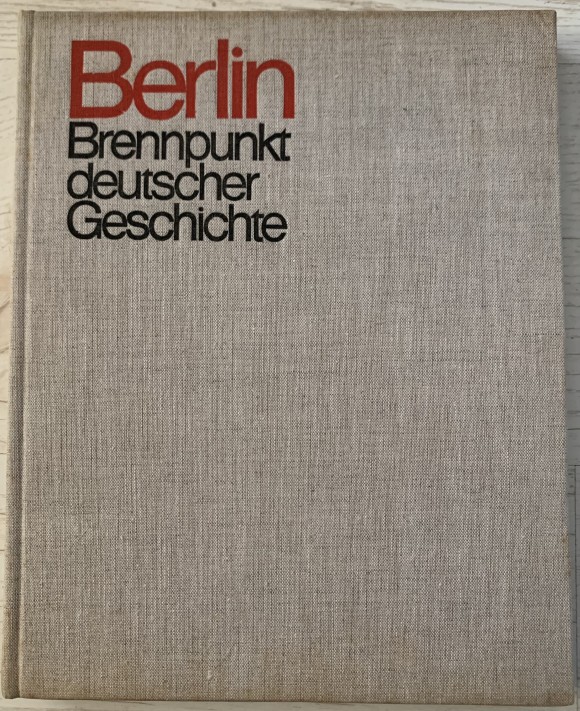 Berlin
Brennpunkt
deutscher
Geschichte